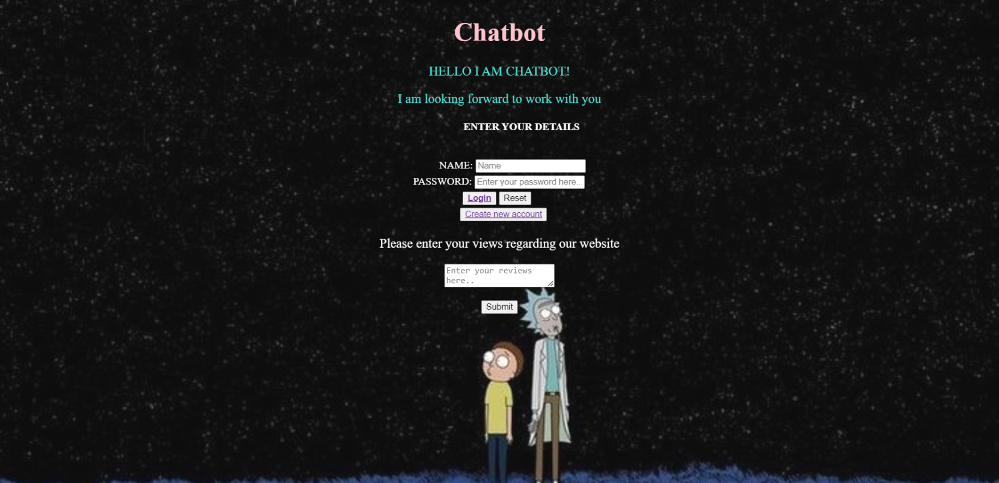 Chatbot
HELLO I AM CHATBOT!
I am looking forward to work with you
ENTER YOUR DETAILS
NAME: Name
PASSWORD: Enter your password here...
Login Reset
Create new account
Please enter your views regarding our website
Enter your reviews
here..
Submit